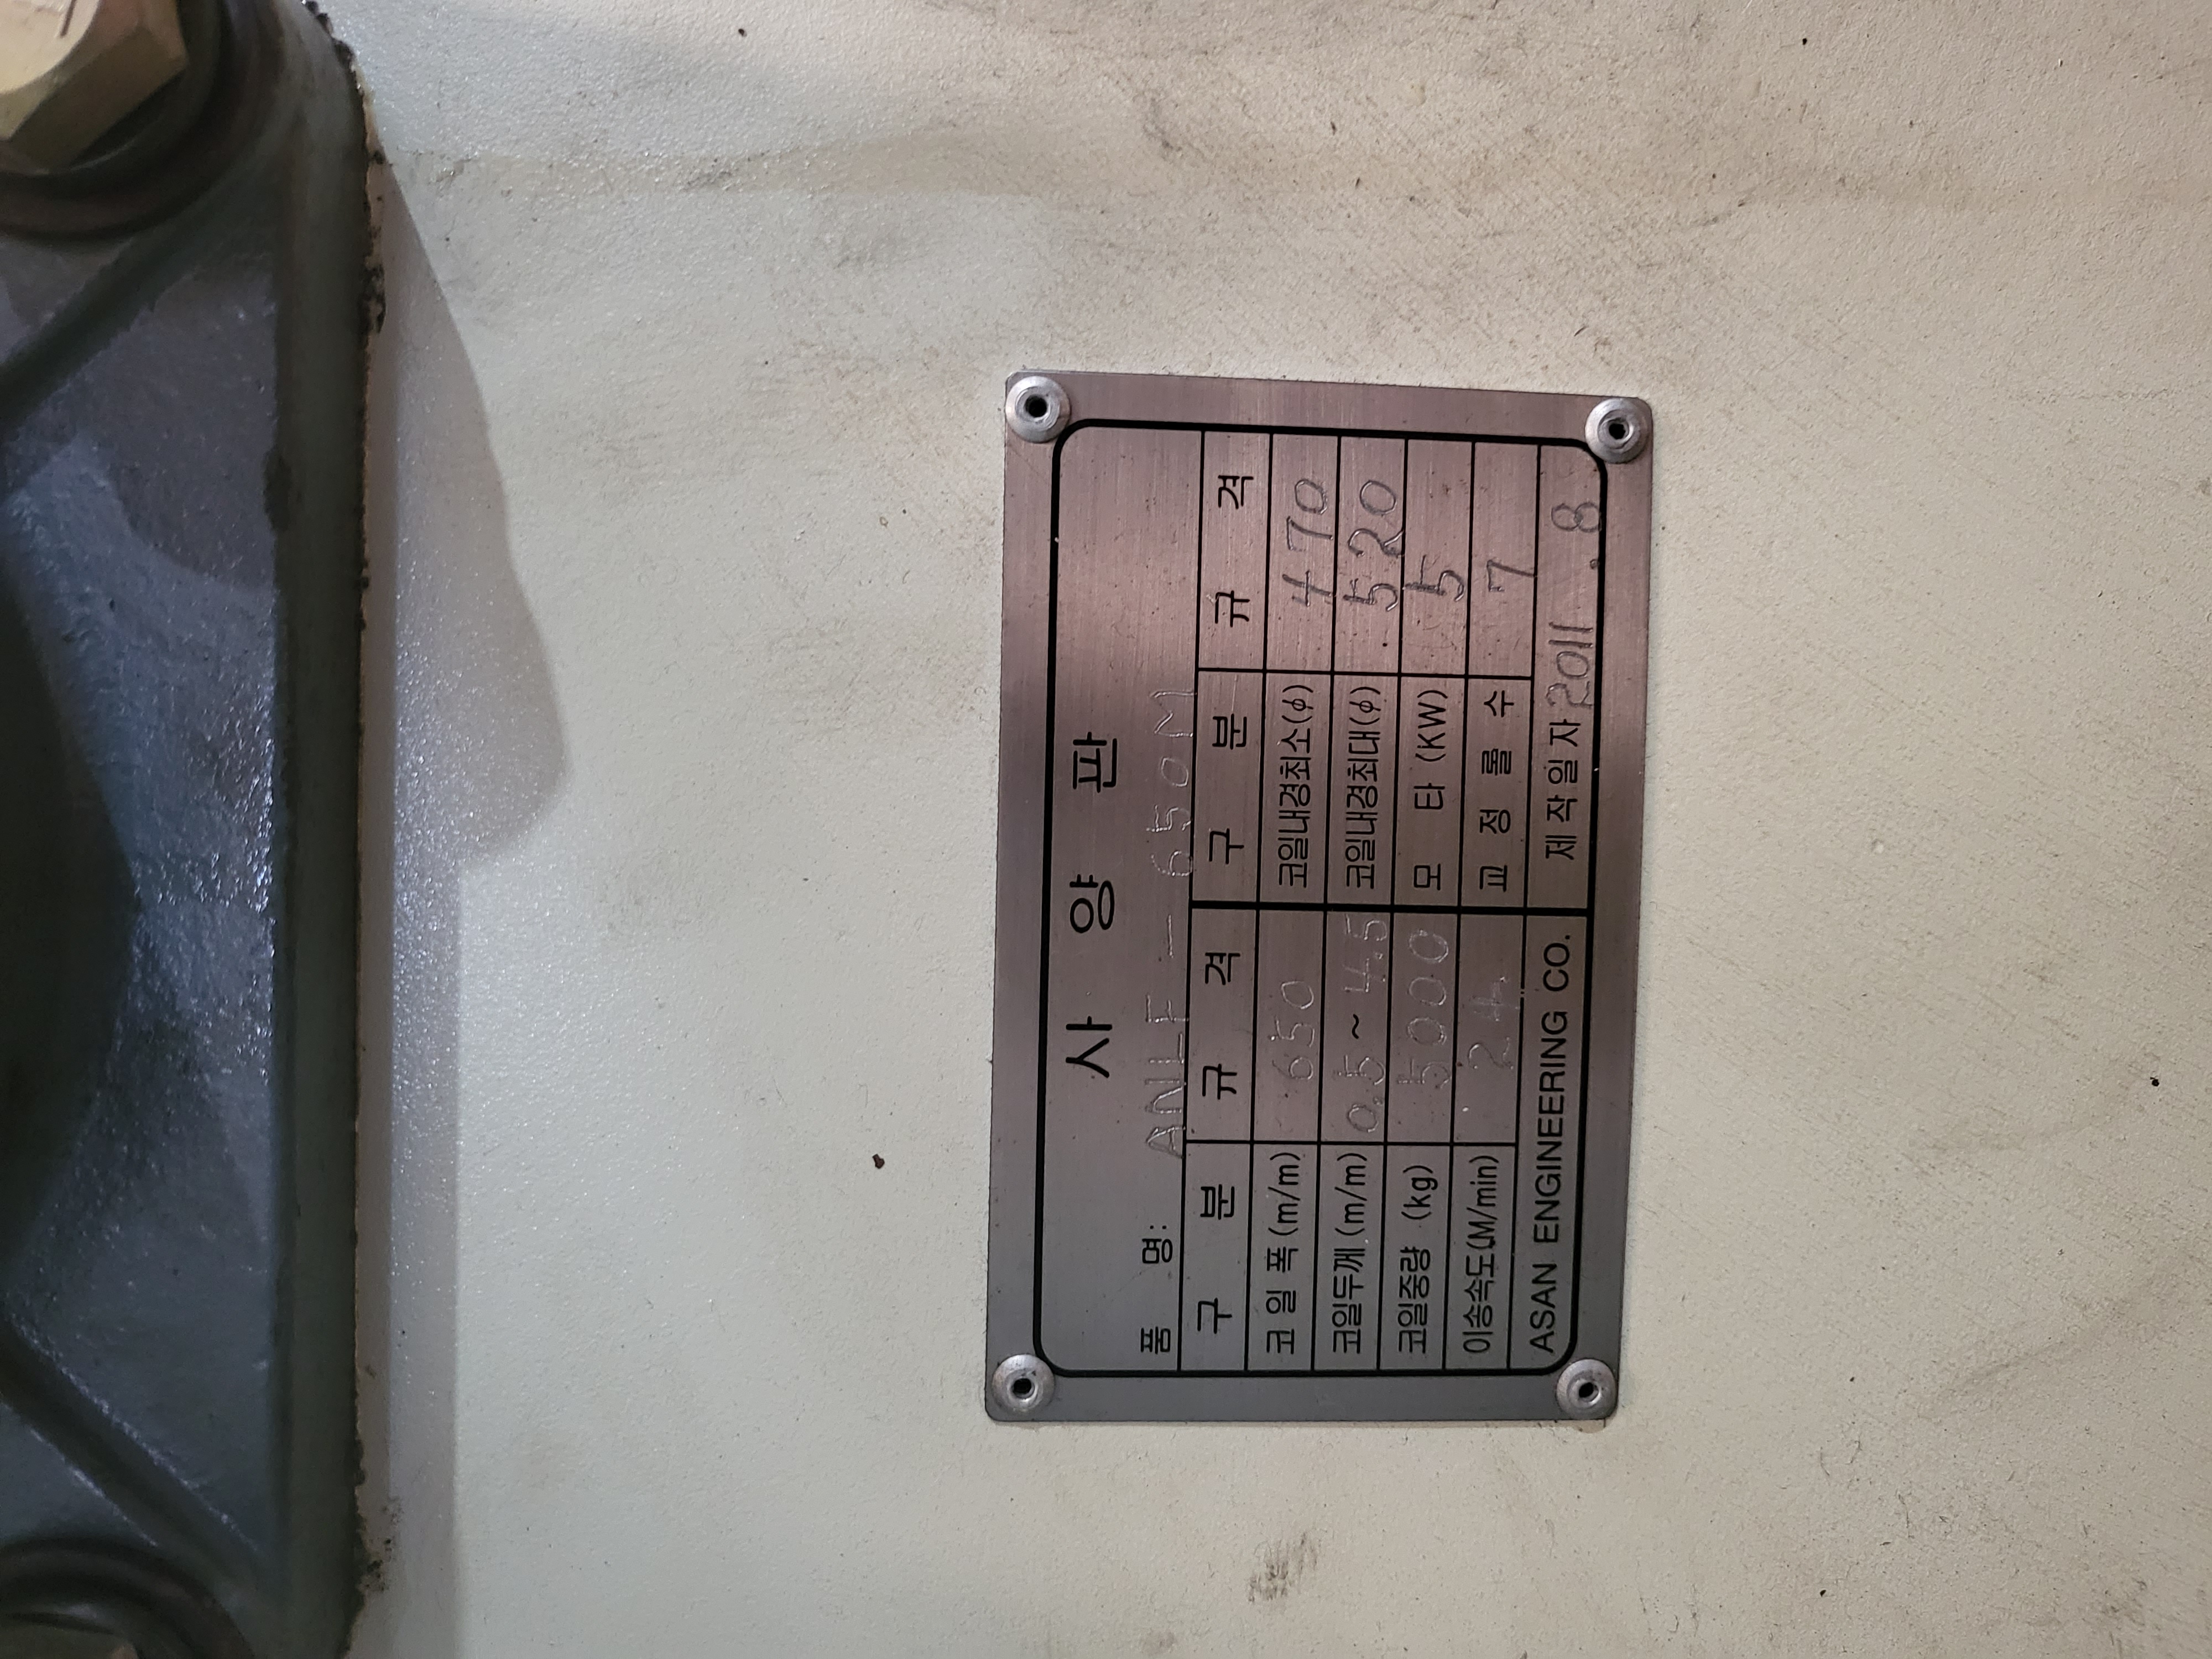 사 양 판
품 명: ANLF - 650M
구 분 규 격 구 분 규 격
코 일 폭 (m/m) 650 코일내경최소(φ) 470
코일두께 (m/m) 0.5 ~ 4.5 코일내경최대(φ) 520
코일중량 (kg) 5000 모 타 (KW) 5
이송속도(M/min) 24 교 정 롤 수 7
ASAN ENGINEERING CO. 제 작 일 자 2011 . 8